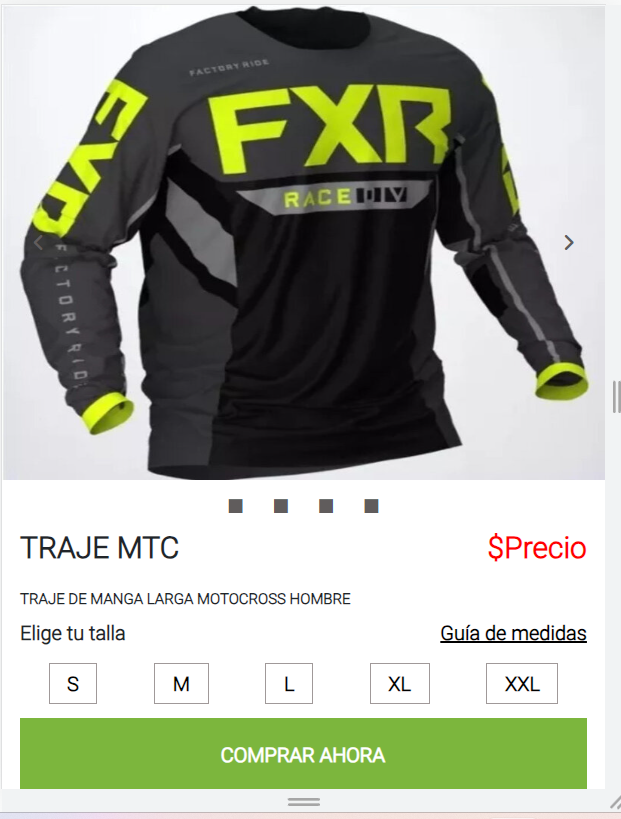 FACTORY RIDE
FXR
RACE DIV
FXR
FACTORY RIDE
TRAJE MTC
$Precio
TRAJE DE MANGA LARGA MOTOCROSS HOMBRE
Elige tu talla
Guía de medidas
S
M
L
XL
XXL
COMPRAR AHORA